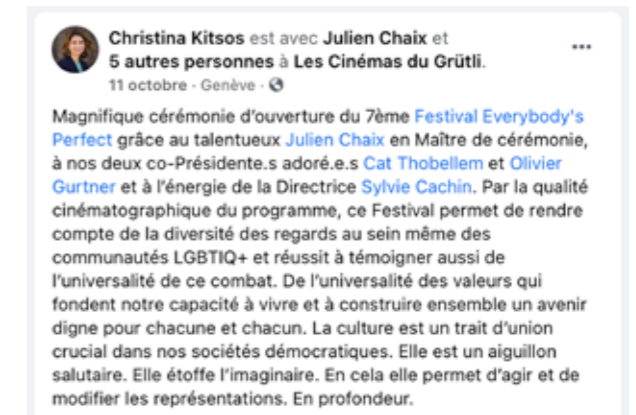 Christina Kitsos est avec Julien Chaix et
5 autres personnes à Les Cinémas du Grütli.
11 octobre · Genève ·
Magnifique cérémonie d'ouverture du 7ème Festival Everybody's
Perfect grâce au talentueux Julien Chaix en Maître de cérémonie,
à nos deux co-Présidente.s adoré.e.s Cat Thobellem et Olivier
Gurtner et à l'énergie de la Directrice Sylvie Cachin. Par la qualité
cinématographique du programme, ce Festival permet de rendre
compte de la diversité des regards au sein même des
communautés LGBTIQ+ et réussit à témoigner aussi de
l'universalité de ce combat. De l'universalité des valeurs qui
fondent notre capacité à vivre et à construire ensemble un avenir
digne pour chacune et chacun. La culture est un trait d'union
crucial dans nos sociétés démocratiques. Elle est un aiguillon
salutaire. Elle étoffe l'imaginaire. En cela elle permet d'agir et de
modifier les représentations. En profondeur.